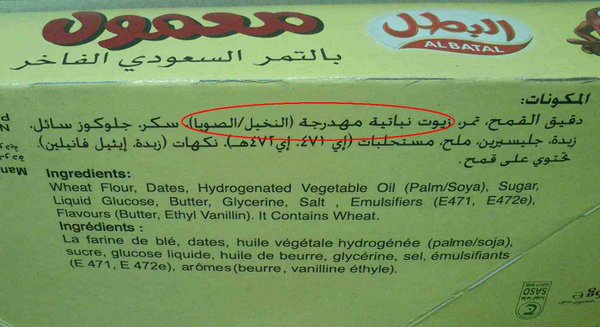 معمول
البطل
ALBATAL
بالتمر السعودي الفاخر
المكونات:
دقيق القمح، تمر، زيوت نباتية مهدرجة (النخيل/الصويا)، سكر، جلوكوز سائل،
زبدة، جليسيرين، ملح، مستحلبات (إي ٤٧١، إي ٤٧٢هـ)، نكهات (زبدة، إيثيل فانيلين).
تحتوي على قمح.
Ingredients:
Wheat Flour, Dates, Hydrogenated Vegetable Oil (Palm/Soya), Sugar,
Liquid Glucose, Butter, Glycerine, Salt , Emulsifiers (E471, E472e),
Flavours (Butter, Ethyl Vanillin). It Contains Wheat.
Ingrédients :
La farine de blé, dates, huile végétale hydrogénée (palme/soja),
sucre, glucose liquide, huile de beurre, glycérine, sel, émulsifiants
(E 471, E 472e), arômes(beurre, vanilline éthyle).
SASO